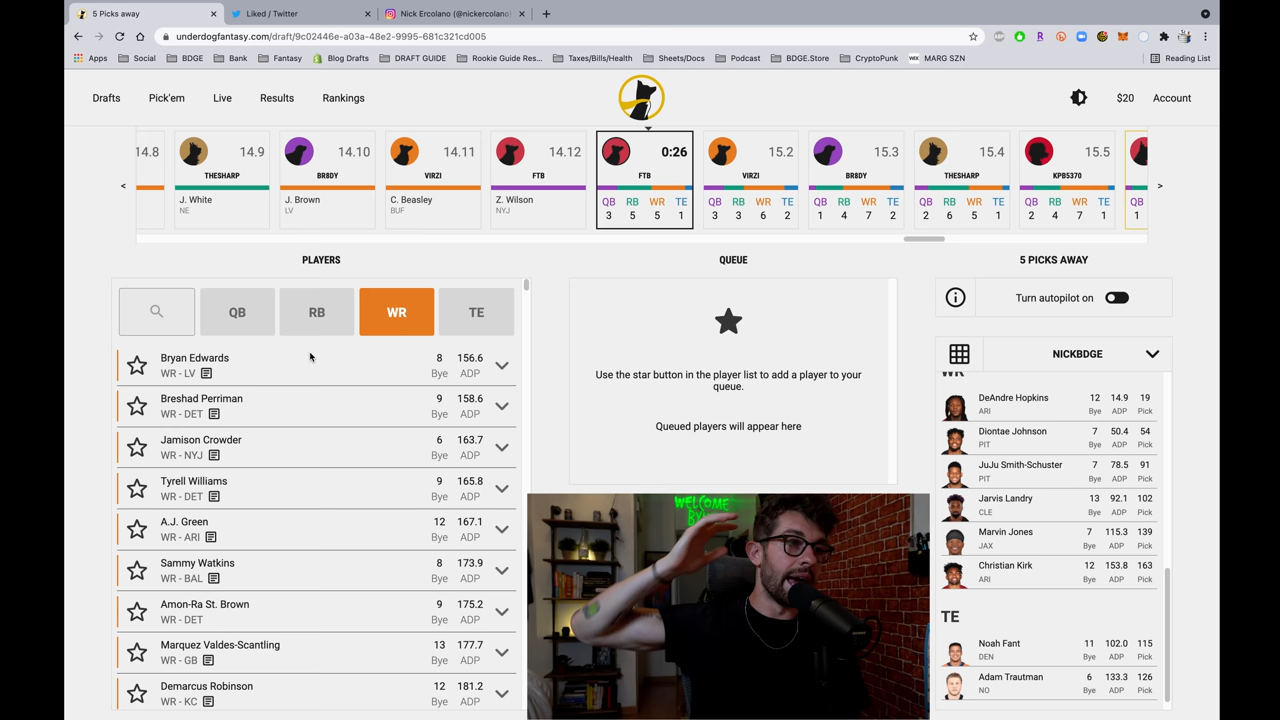 5 Picks away
Liked / Twitter
Nick Ercolano (@nickercolano)
underdogfantasy.com/draft/9c02446e-a03a-48e2-9995-681c321cd005
Apps
Social
BDGE
Bank
Fantasy
Blog Drafts
DRAFT GUIDE
Rookie Guide Res...
Taxes/Bills/Health
Sheets/Docs
Podcast
BDGE.Store
CryptoPunk
WIX MARG SZN
Reading List
Drafts
Pick'em
Live
Results
Rankings
$20
Account
14.8
14.9
THESHARP
J. White
NE
14.10
BR8DY
J. Brown
LV
14.11
VIRZI
C. Beasley
BUF
14.12
FTB
Z. Wilson
NYJ
0:26
FTB
QB RB WR TE
3 5 5 1
15.2
VIRZI
QB RB WR TE
3 3 6 2
15.3
BR8DY
QB RB WR TE
1 4 7 2
15.4
THESHARP
QB RB WR TE
2 6 5 1
15.5
KPB5370
QB RB WR TE
2 4 7 1
QB
1
<
>
PLAYERS
QB
RB
WR
TE
Bryan Edwards 8 156.6
WR - LV Bye ADP
Breshad Perriman 9 158.6
WR - DET Bye ADP
Jamison Crowder 6 163.7
WR - NYJ Bye ADP
Tyrell Williams 9 165.8
WR - DET Bye ADP
A.J. Green 12 167.1
WR - ARI Bye ADP
Sammy Watkins 8 173.9
WR - BAL Bye ADP
Amon-Ra St. Brown 9 175.2
WR - DET Bye ADP
Marquez Valdes-Scantling 13 177.7
WR - GB Bye ADP
Demarcus Robinson 12 181.2
WR - KC Bye ADP
QUEUE
Use the star button in the player list to add a player to your
queue.
Queued players will appear here
WELCOME
5 PICKS AWAY
Turn autopilot on
NICKBDGE
WR
DeAndre Hopkins 12 14.9 19
ARI Bye ADP Pick
Diontae Johnson 7 50.4 54
PIT Bye ADP Pick
JuJu Smith-Schuster 7 78.5 91
PIT Bye ADP Pick
Jarvis Landry 13 92.1 102
CLE Bye ADP Pick
Marvin Jones 7 115.3 139
JAX Bye ADP Pick
Christian Kirk 12 153.8 163
ARI Bye ADP Pick
TE
Noah Fant 11 102.0 115
DEN Bye ADP Pick
Adam Trautman 6 133.3 126
NO Bye ADP Pick